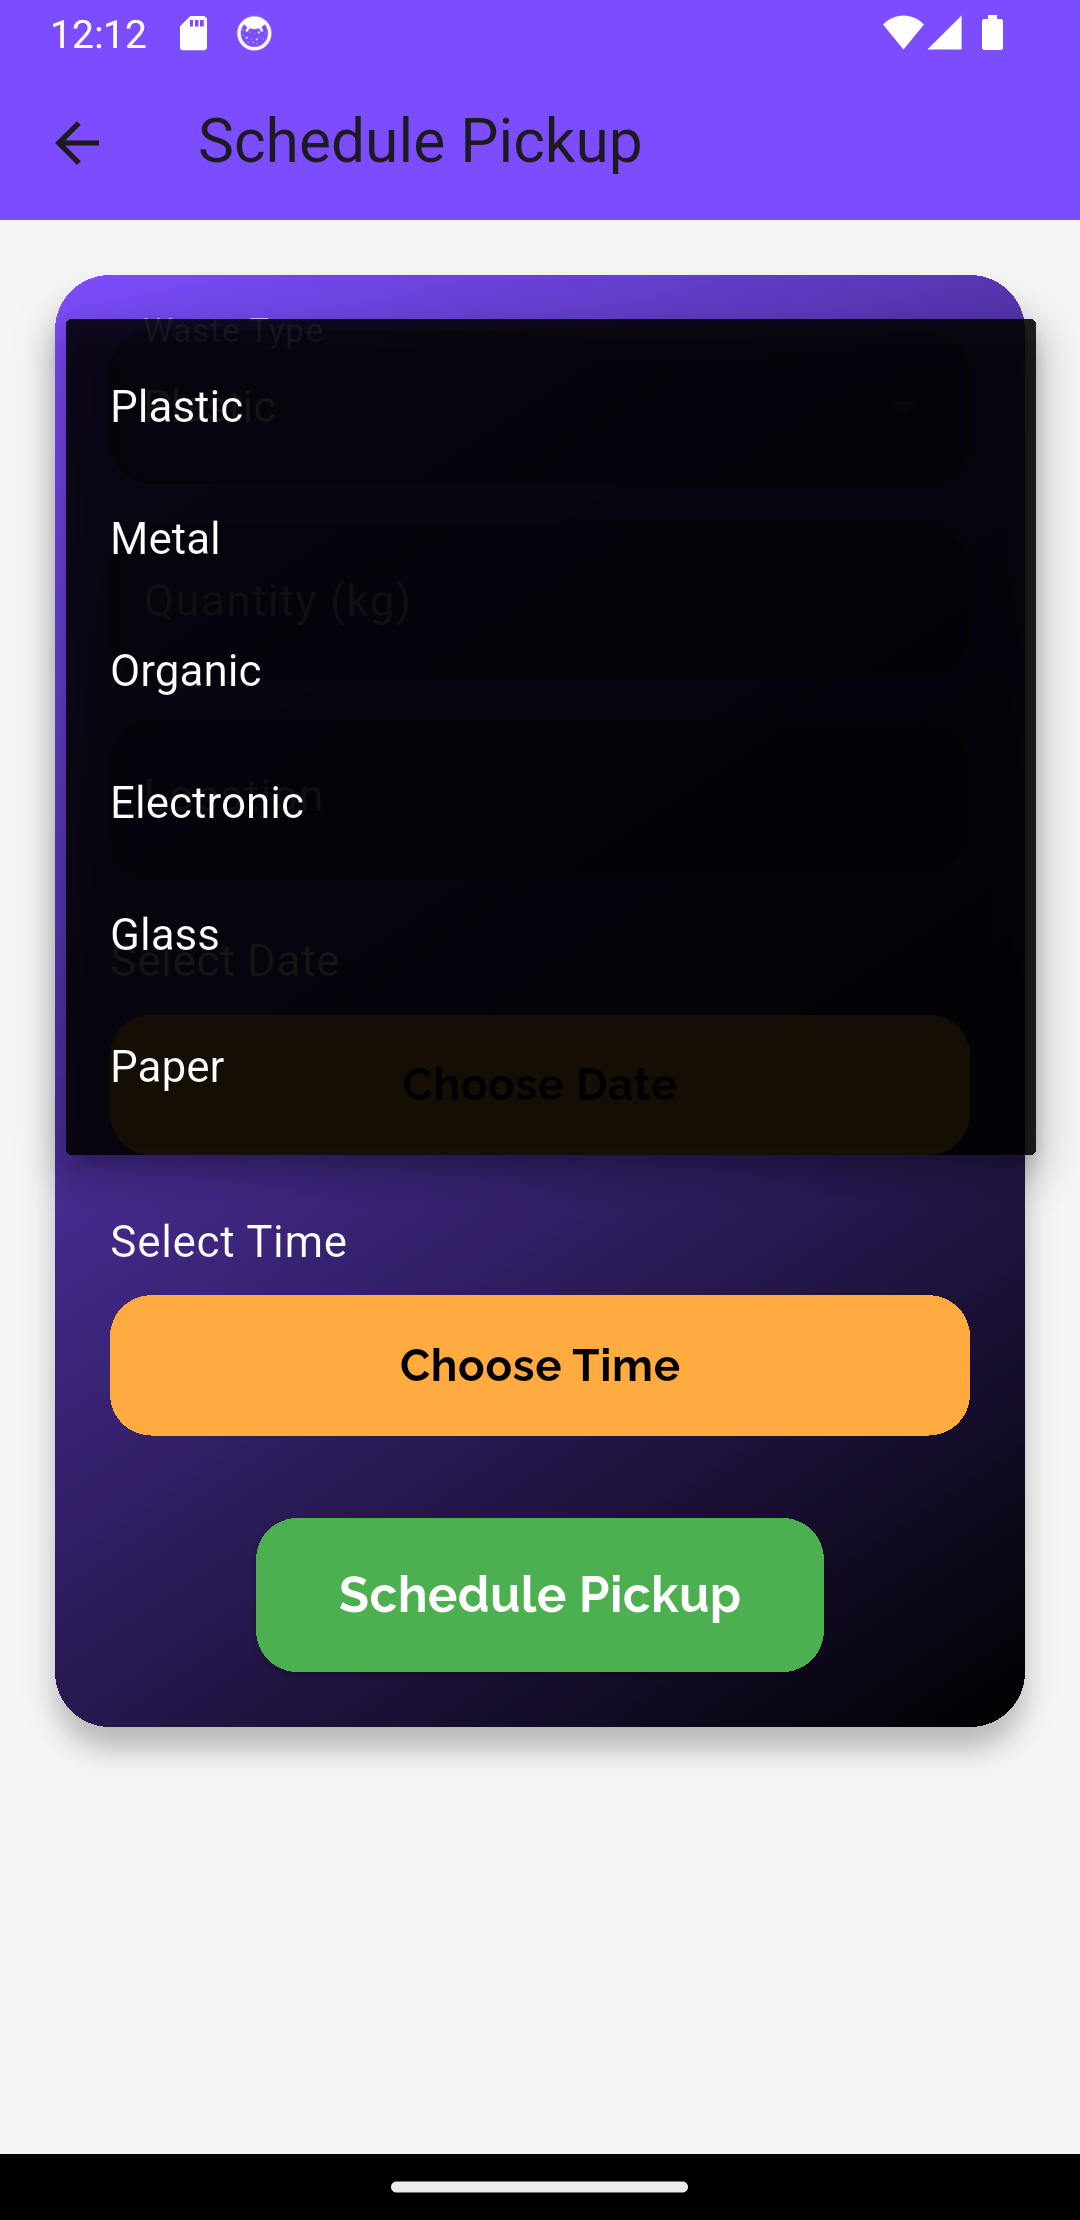 12:12
Schedule Pickup
Waste Type
Plastic
Metal
Quantity (kg)
Organic
Electronic
Glass
Select Date
Paper
Choose Date
Select Time
Choose Time
Schedule Pickup